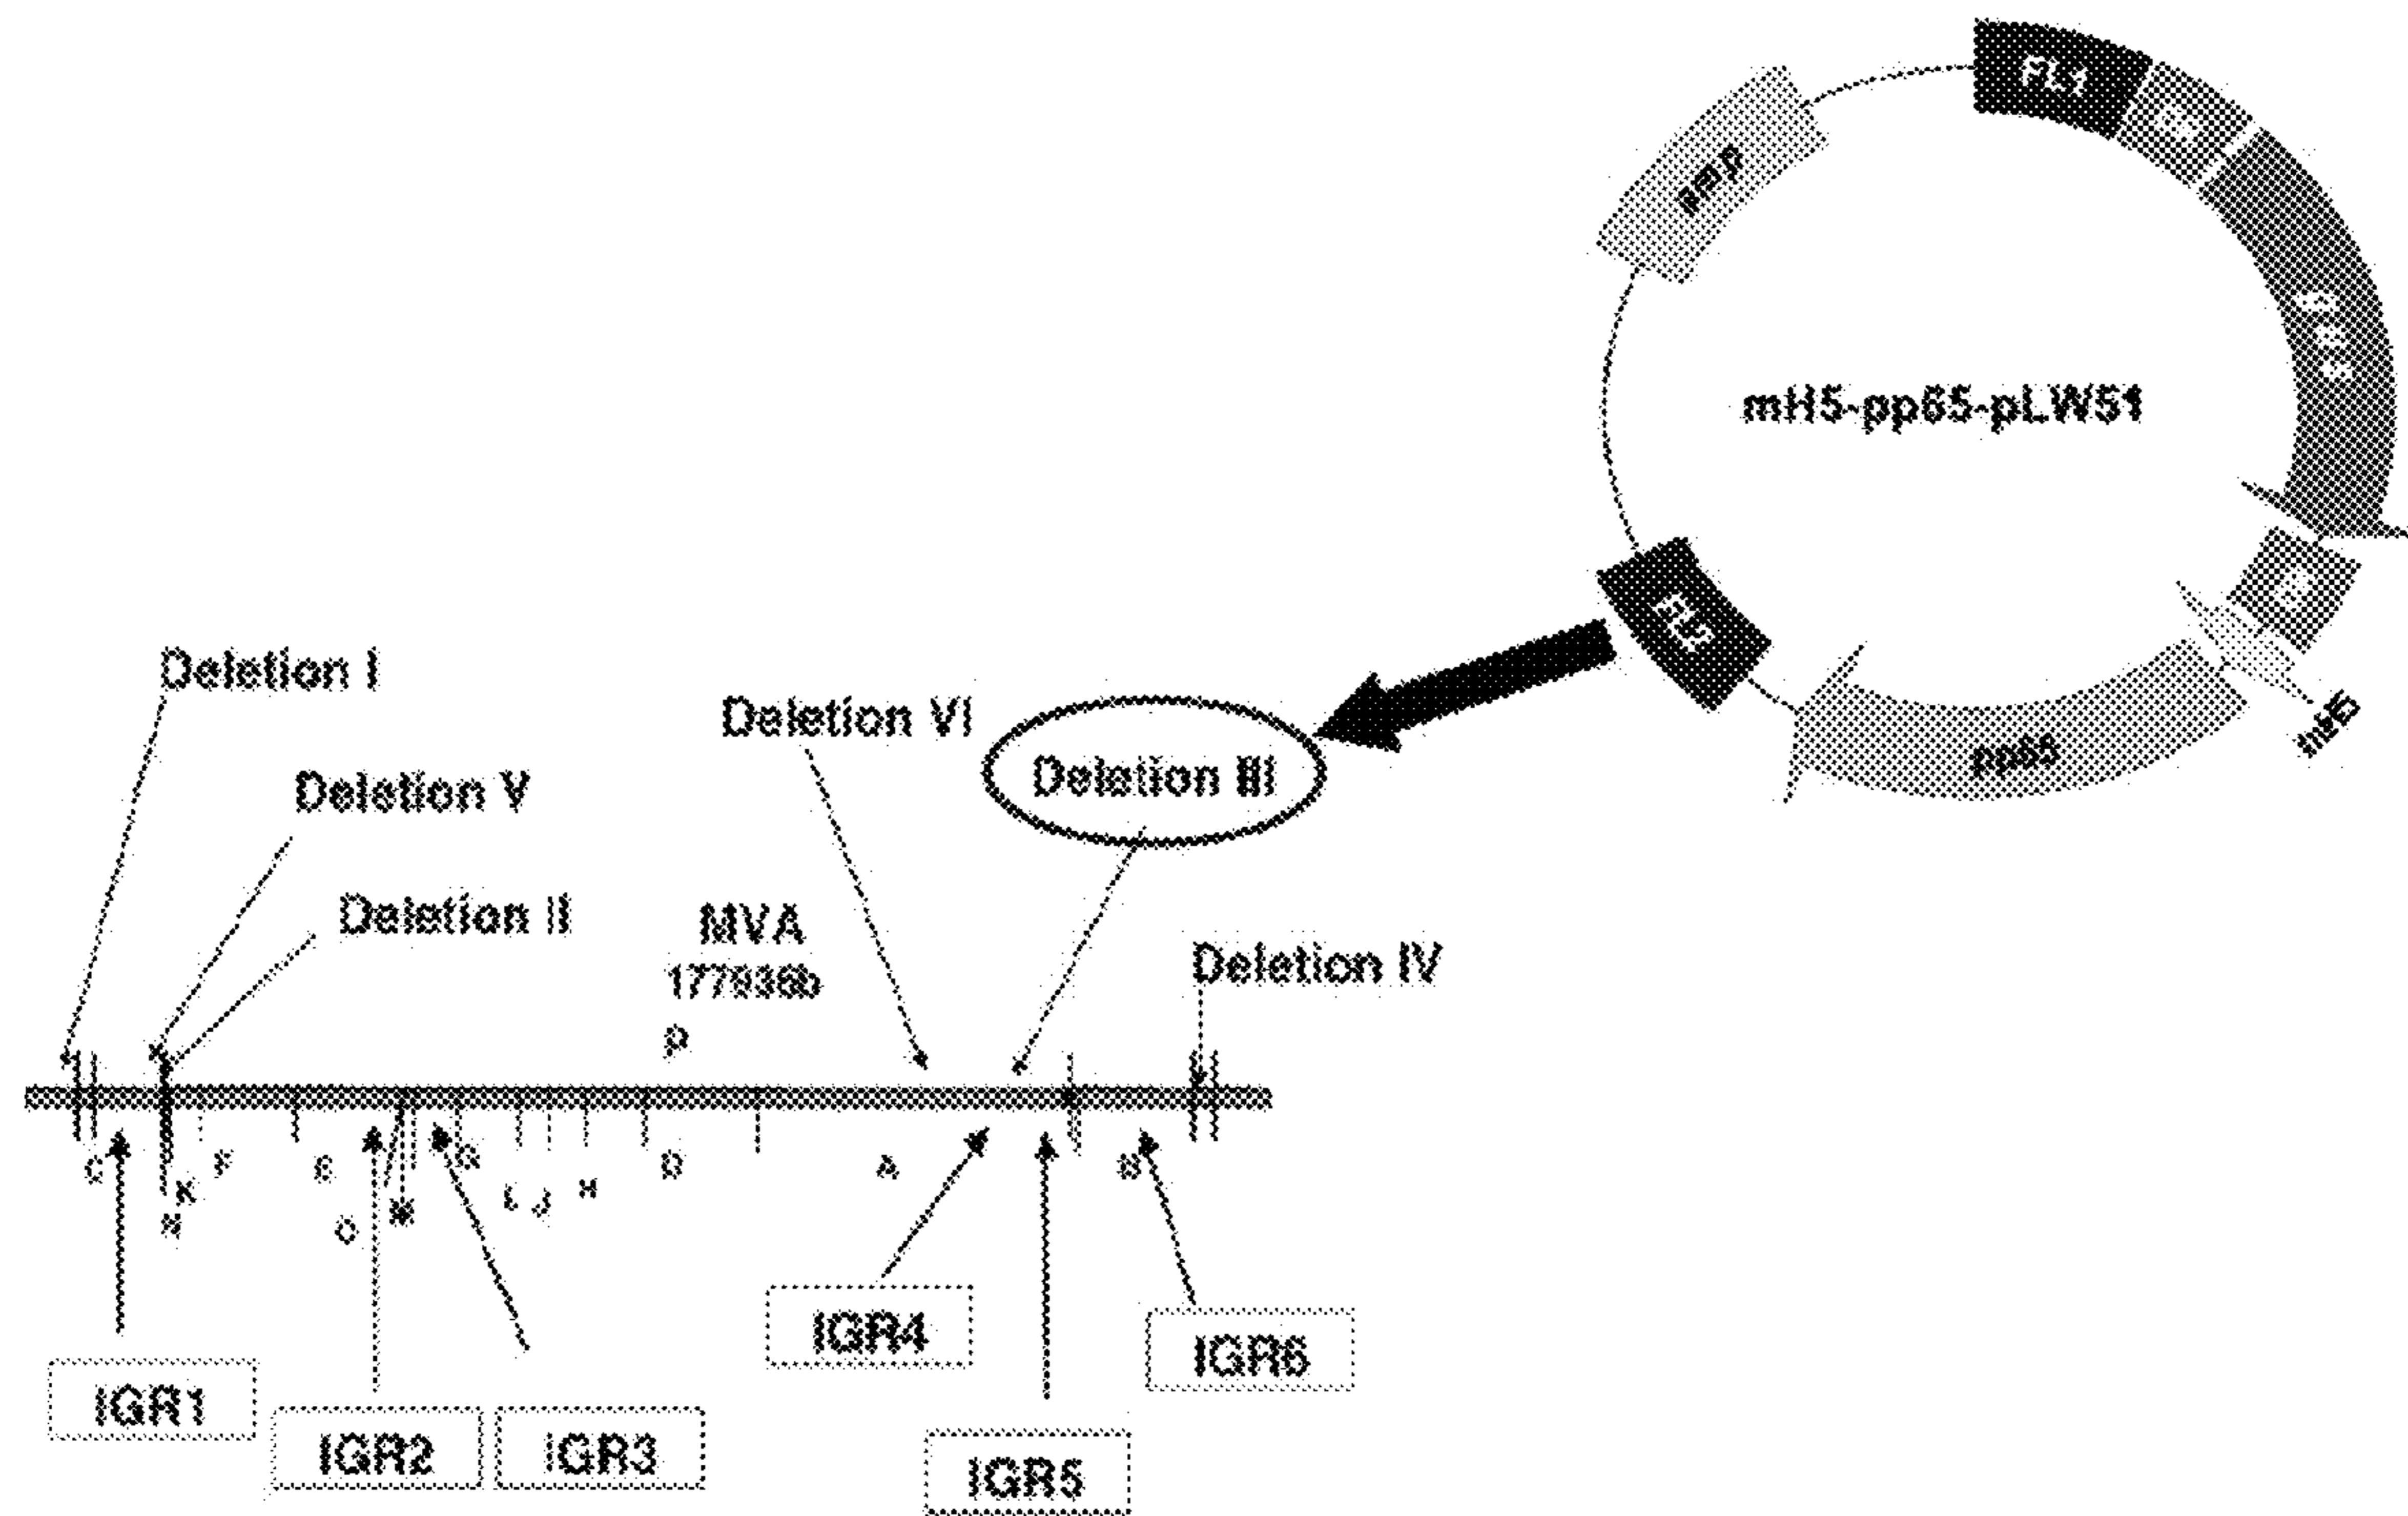 amp
mH5-pp65-pLW51
mH5
pp65
Deletion I
Deletion V
Deletion II
Deletion VI
Deletion III
Deletion IV
MVA
p
C
F
K
N
E
O
M
G
I
J
H
D
A
B
IGR1
IGR2
IGR3
IGR4
IGR5
IGR6